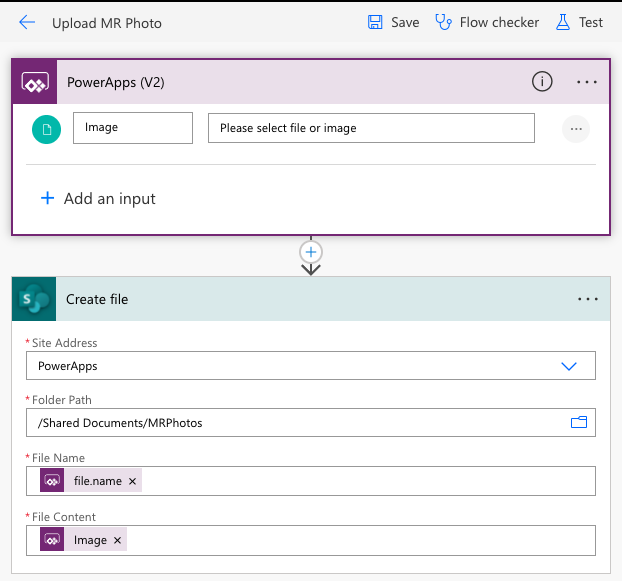 Upload MR Photo Save Flow checker Test
PowerApps (V2)
Image Please select file or image
Add an input
S Create file
* Site Address
PowerApps
* Folder Path
/Shared Documents/MRPhotos
* File Name
file.name ×
* File Content
Image ×